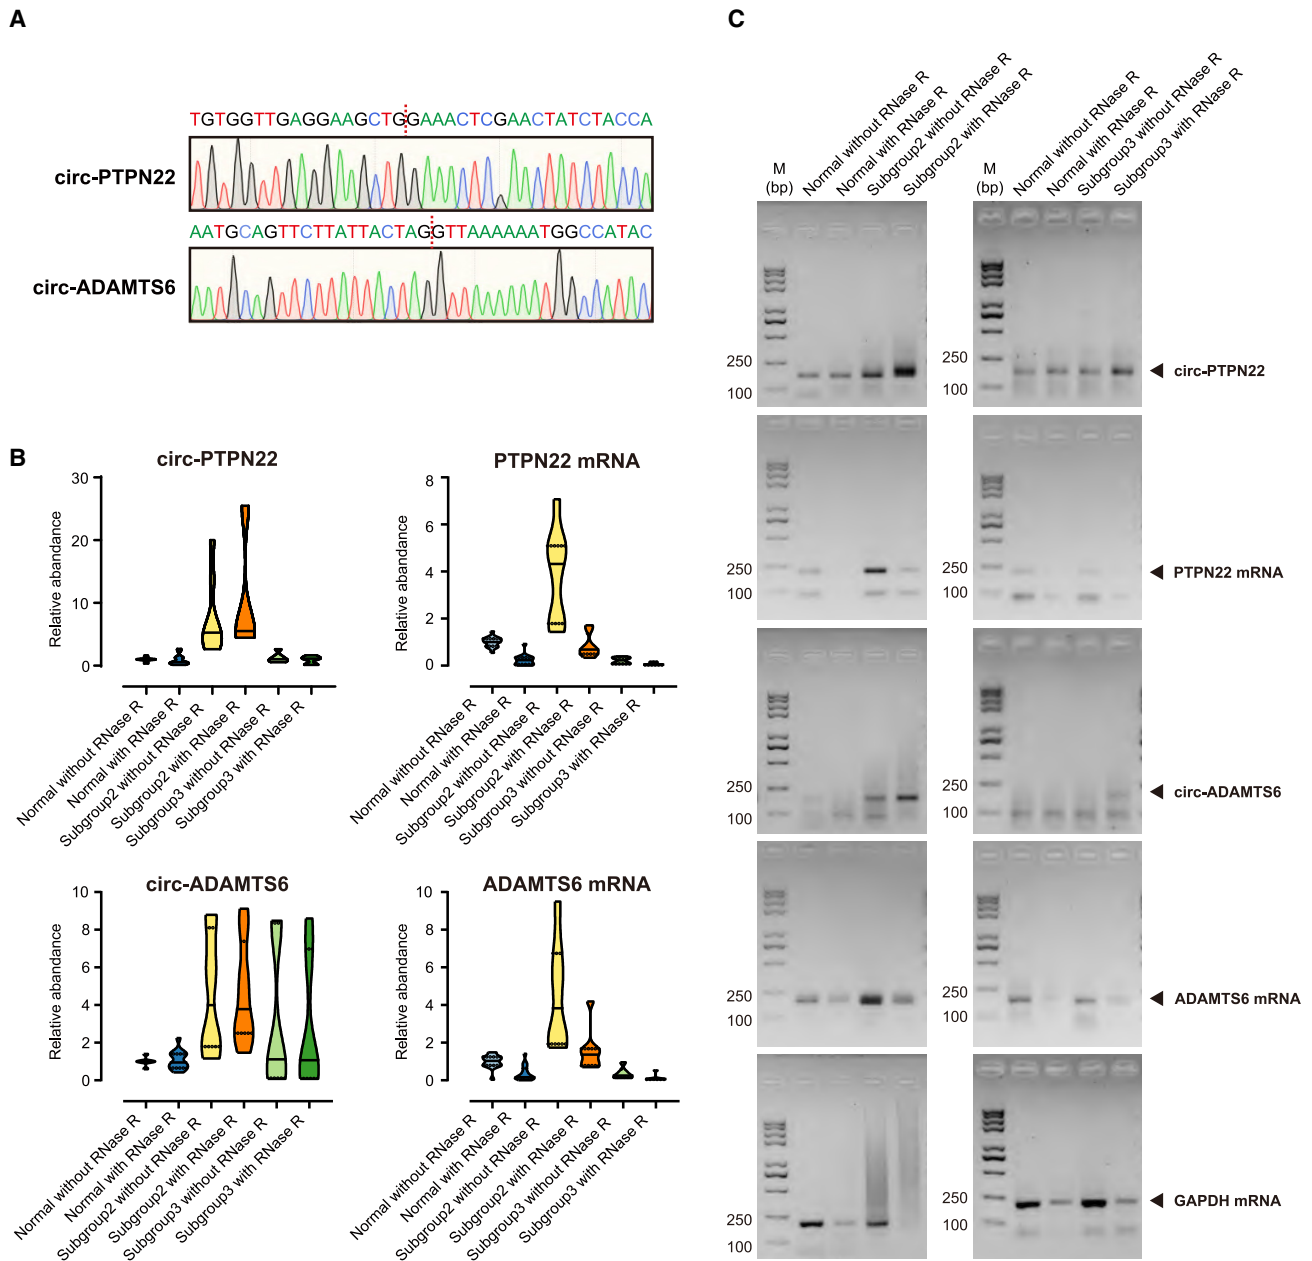 A
TGTGGTTGAGGAAGCTGGAAACTCGAACTATCTACCA
circ-PTPN22
AATGCAGTTCTTATTACTAGGTTAAAAAATGGCCATAC
circ-ADAMTS6
B
circ-PTPN22
Relative abundance
30
20
10
0
Normal without RNase R
Normal with RNase R
Subgroup2 without RNase R
Subgroup2 with RNase R
Subgroup3 without RNase R
Subgroup3 with RNase R
PTPN22 mRNA
Relative abundance
8
6
4
2
0
Normal without RNase R
Normal with RNase R
Subgroup2 without RNase R
Subgroup2 with RNase R
Subgroup3 without RNase R
Subgroup3 with RNase R
circ-ADAMTS6
Relative abundance
10
8
6
4
2
0
Normal without RNase R
Normal with RNase R
Subgroup2 without RNase R
Subgroup2 with RNase R
Subgroup3 without RNase R
Subgroup3 with RNase R
ADAMTS6 mRNA
Relative abundance
10
8
6
4
2
0
Normal without RNase R
Normal with RNase R
Subgroup2 without RNase R
Subgroup2 with RNase R
Subgroup3 without RNase R
Subgroup3 with RNase R
C
M
(bp)
Normal without RNase R
Normal with RNase R
Subgroup2 without RNase R
Subgroup2 with RNase R
M
(bp)
Normal without RNase R
Normal with RNase R
Subgroup3 without RNase R
Subgroup3 with RNase R
250
100
250
100
circ-PTPN22
250
100
250
100
PTPN22 mRNA
250
100
250
100
circ-ADAMTS6
250
100
250
100
ADAMTS6 mRNA
250
100
250
100
GAPDH mRNA